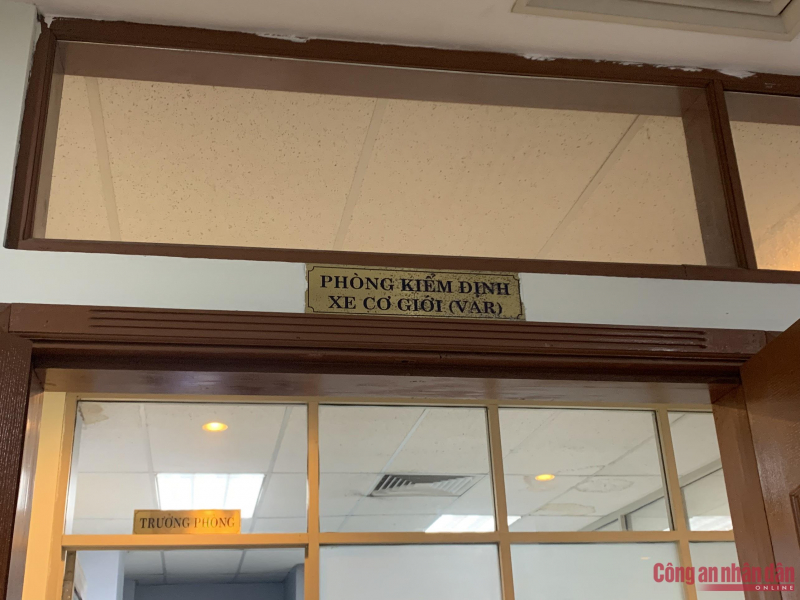 PHÒNG KIỂM ĐỊNH
XE CƠ GIỚI (VAR)
TRƯỞNG PHÒNG
Công an nhân dân
ONLINE